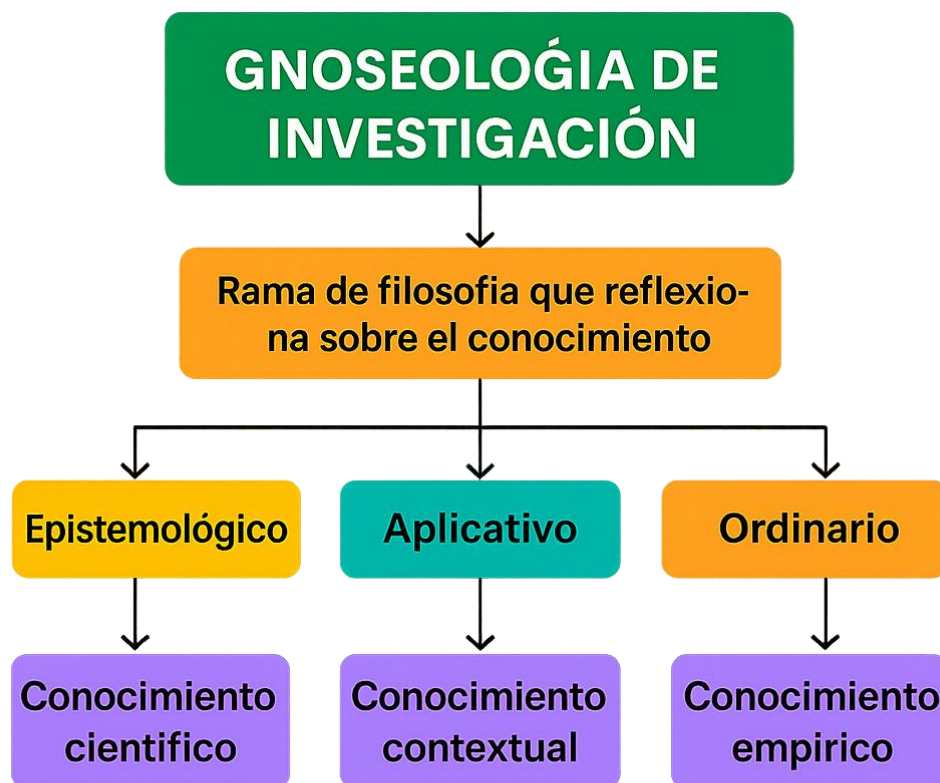 GNOSEOLOǴIA DE
INVESTIGACIÓN
Rama de filosofia que reflexio-
na sobre el conocimiento
Epistemológico
Aplicativo
Ordinario
Conocimiento
cientifico
Conocimiento
contextual
Conocimiento
empirico